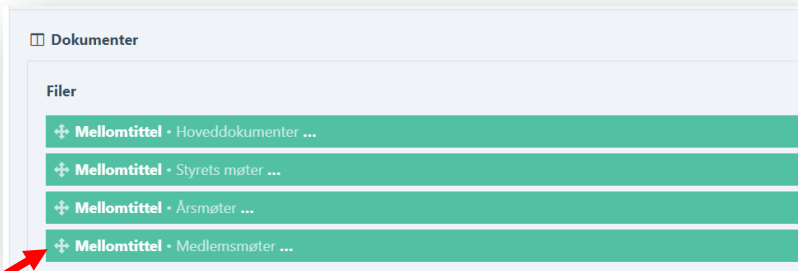 Dokumenter
Filer
Mellomtittel • Hoveddokumenter ...
Mellomtittel • Styrets møter ...
Mellomtittel • Årsmøter ...
Mellomtittel • Medlemsmøter ...